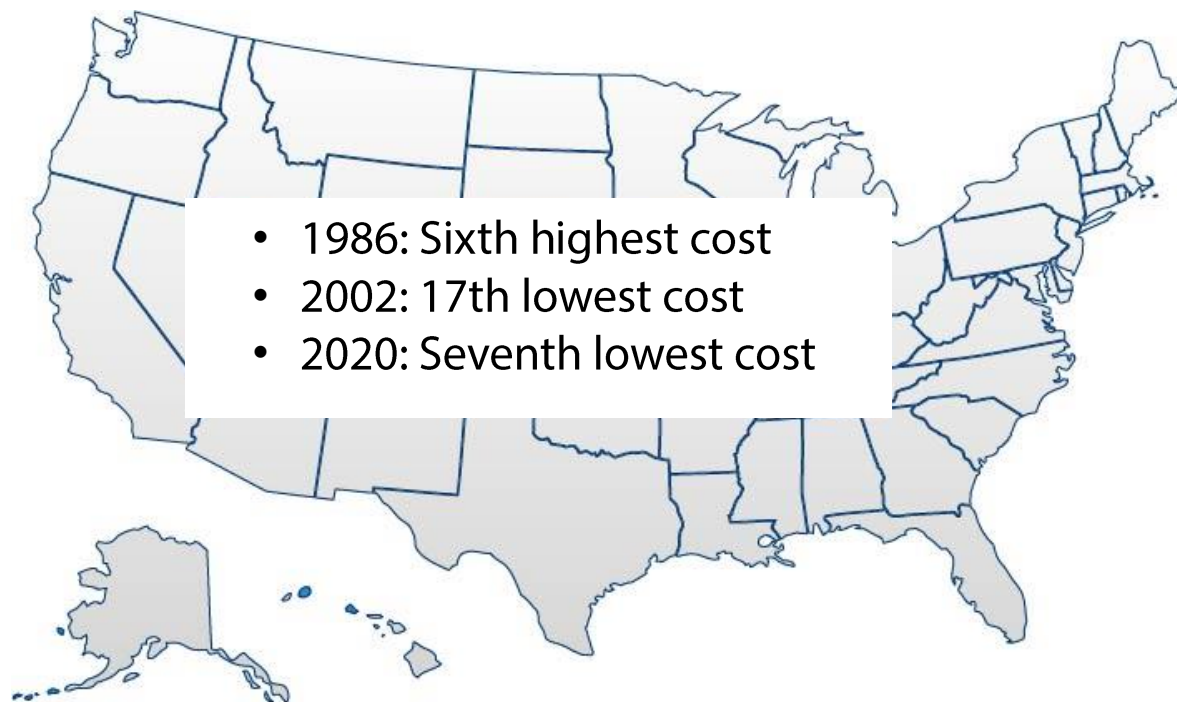 • 1986: Sixth highest cost
• 2002: 17th lowest cost
• 2020: Seventh lowest cost